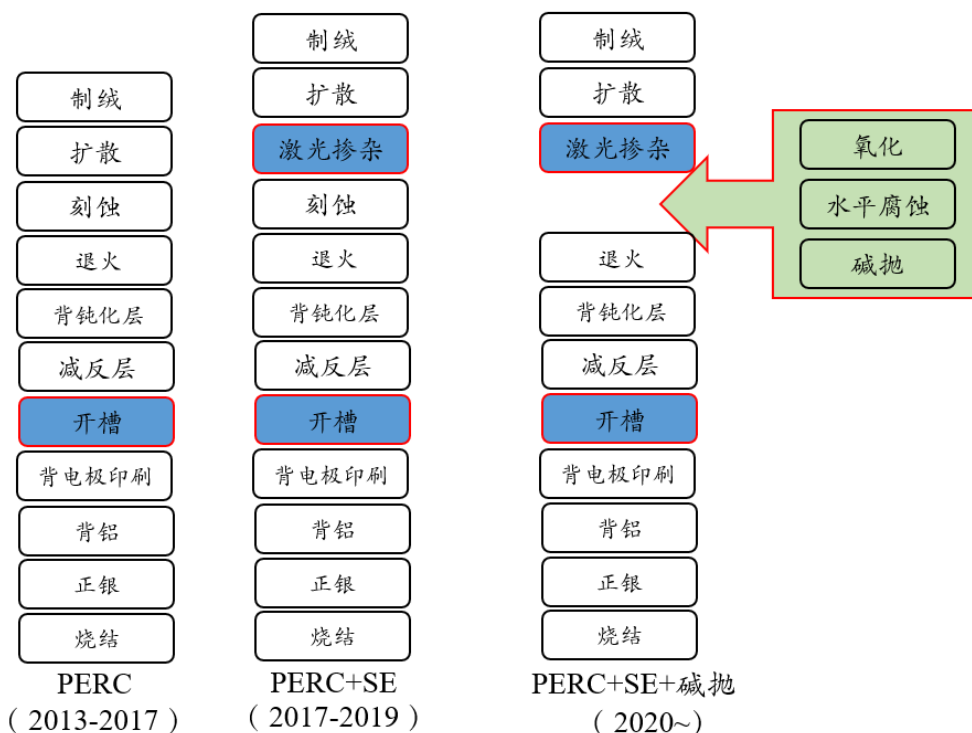 制绒
扩散
刻蚀
退火
背钝化层
减反层
开槽
背电极印刷
背铝
正银
烧结
PERC
（2013-2017）
制绒
扩散
激光掺杂
刻蚀
退火
背钝化层
减反层
开槽
背电极印刷
背铝
正银
烧结
PERC+SE
（2017-2019）
制绒
扩散
激光掺杂
退火
背钝化层
减反层
开槽
背电极印刷
背铝
正银
烧结
PERC+SE+碱抛
（2020~）
氧化
水平腐蚀
碱抛